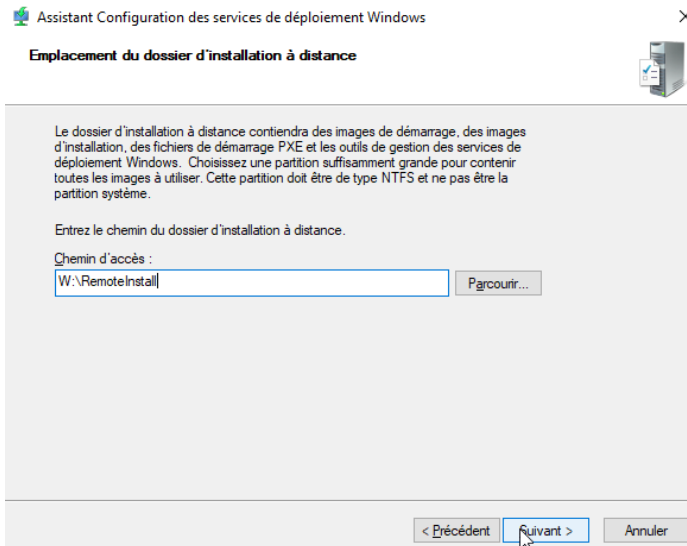 Assistant Configuration des services de déploiement Windows
Emplacement du dossier d'installation à distance
Le dossier d'installation à distance contiendra des images de démarrage, des images
d'installation, des fichiers de démarrage PXE et les outils de gestion des services de
déploiement Windows. Choisissez une partition suffisamment grande pour contenir
toutes les images à utiliser. Cette partition doit être de type NTFS et ne pas être la
partition système.
Entrez le chemin du dossier d'installation à distance.
Chemin d'accès :
W:\RemoteInstall
Parcourir...
< Précédent
Suivant >
Annuler